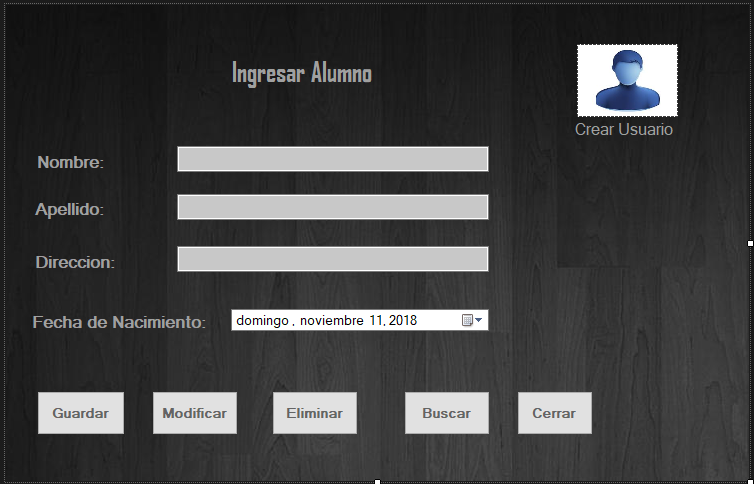 Ingresar Alumno
Crear Usuario
Nombre:
Apellido:
Direccion:
Fecha de Nacimiento:
domingo , noviembre 11, 2018
Guardar
Modificar
Eliminar
Buscar
Cerrar